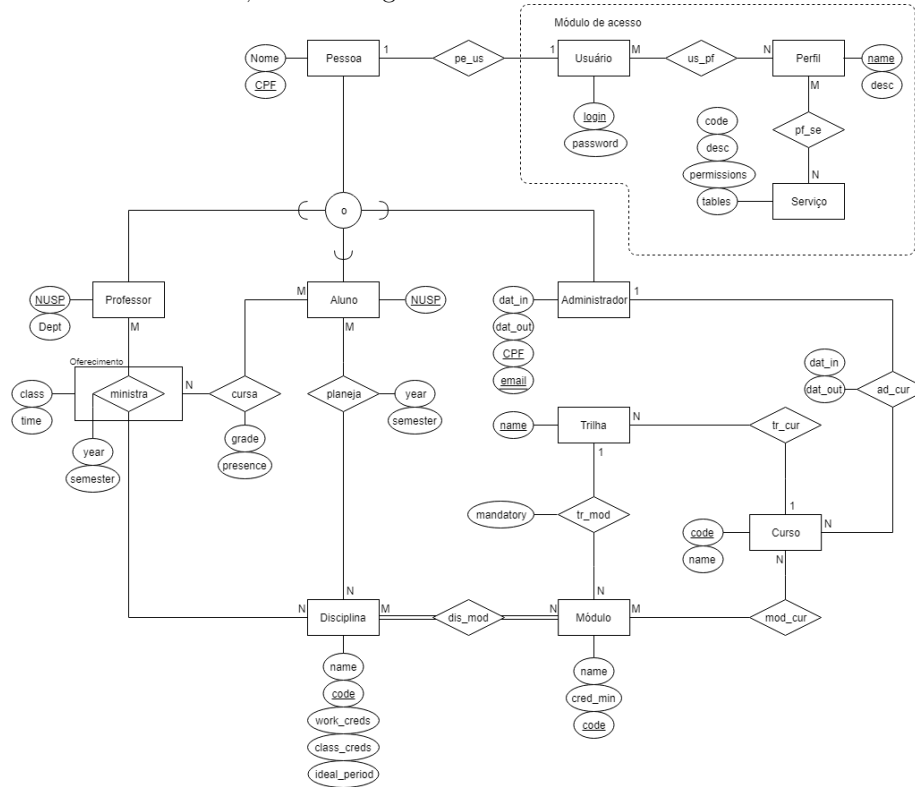 Módulo de acesso
Nome
CPF
Pessoa
1
pe_us
1
Usuário
M
us_pf
N
Perfil
name
desc
M
login
password
code
desc
permissions
tables
pf_se
N
Serviço
o
NUSP
Dept
Professor
M
M
Aluno
M
NUSP
dat_in
dat_out
CPF
email
Administrador
1
Oferecimento
class
time
ministra
year
semester
N
cursa
grade
presence
planeja
year
semester
dat_in
dat_out
ad_cur
name
Trilha
N
1
tr_cur
mandatory
tr_mod
1
code
name
Curso
N
N
N
N
Disciplina
M
dis_mod
N
N
Módulo
M
mod_cur
name
code
work_creds
class_creds
ideal_period
name
cred_min
code